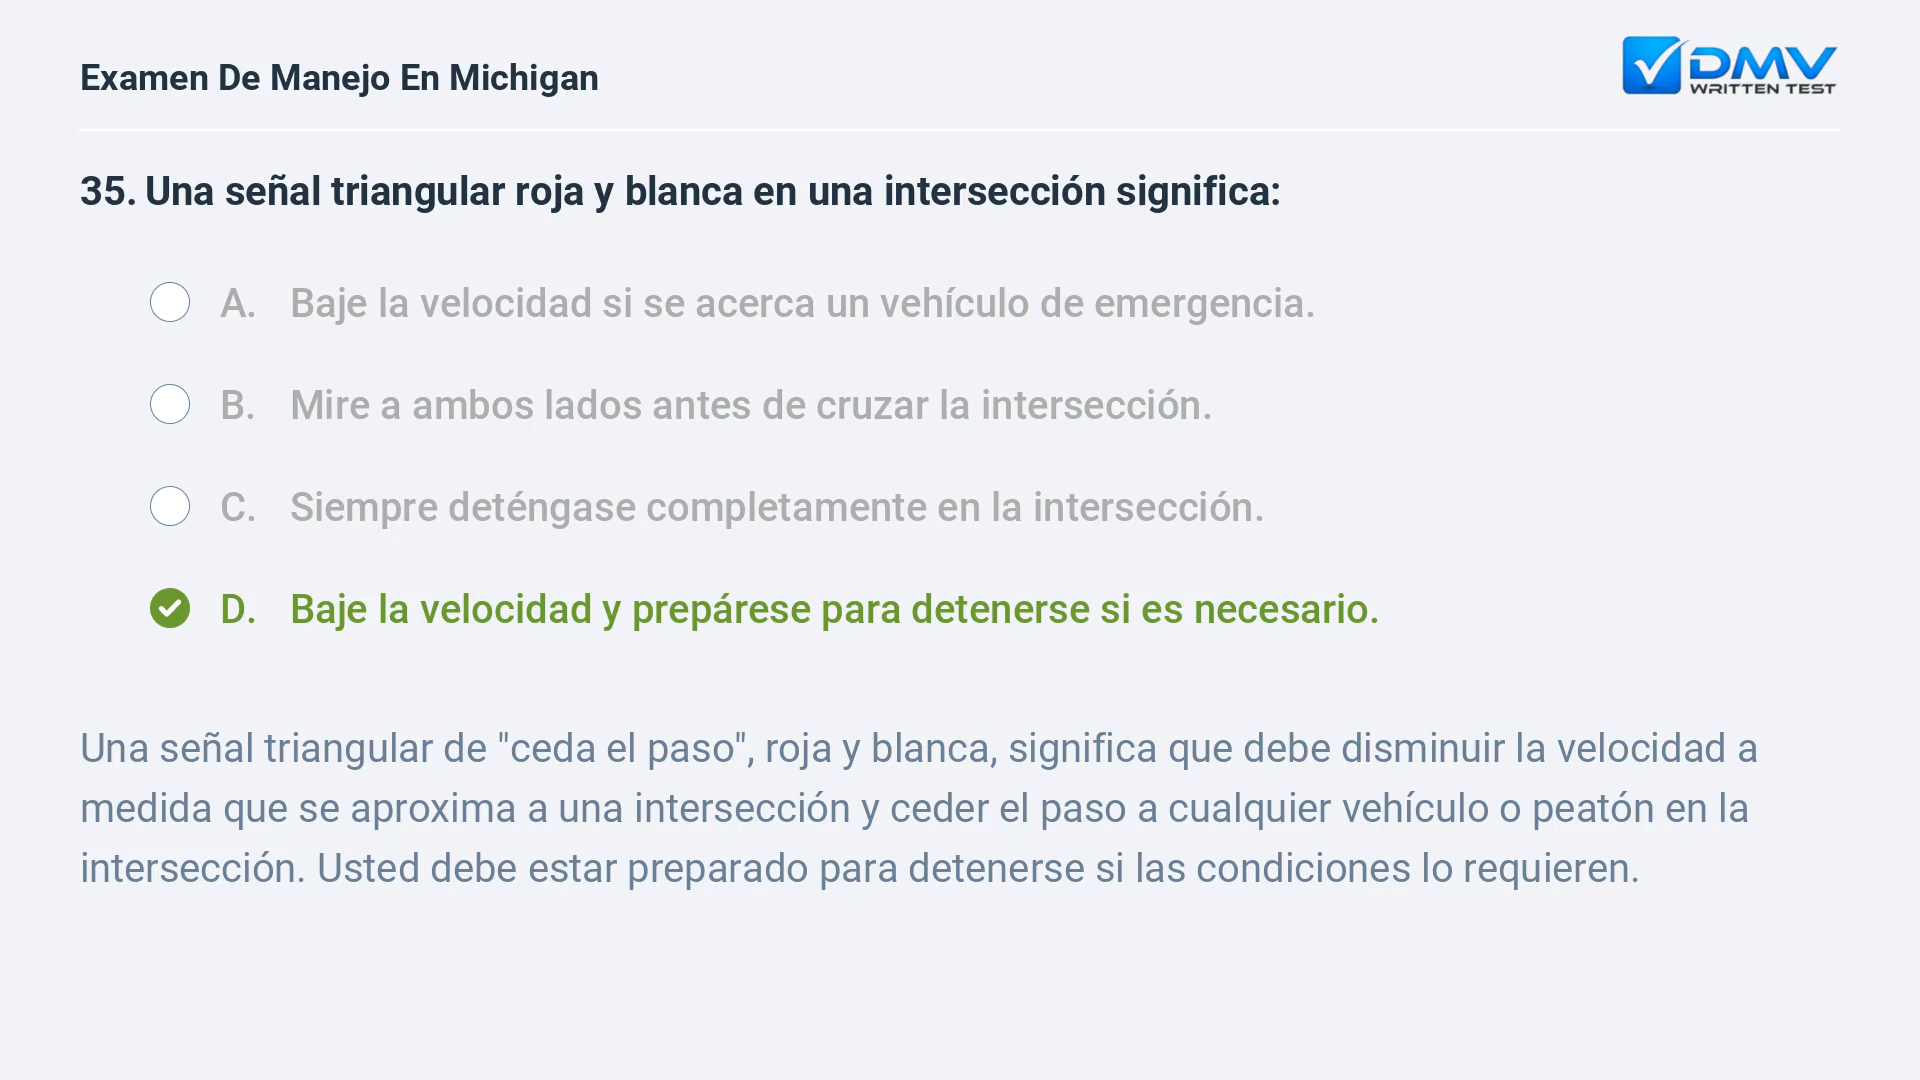 Examen De Manejo En Michigan
DMV
WRITTEN TEST
35. Una señal triangular roja y blanca en una intersección significa:
A. Baje la velocidad si se acerca un vehículo de emergencia.
B. Mire a ambos lados antes de cruzar la intersección.
C. Siempre deténgase completamente en la intersección.
D. Baje la velocidad y prepárese para detenerse si es necesario.
Una señal triangular de "ceda el paso", roja y blanca, significa que debe disminuir la velocidad a
medida que se aproxima a una intersección y ceder el paso a cualquier vehículo o peatón en la
intersección. Usted debe estar preparado para detenerse si las condiciones lo requieren.